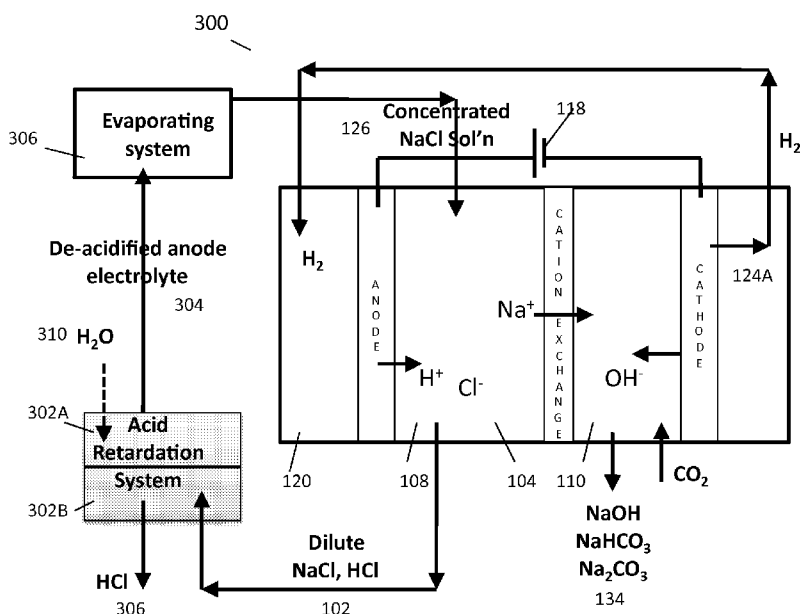 300
Evaporating
system
306
126
Concentrated
NaCl Sol'n
118
H₂
De-acidified anode
electrolyte
304
310
H₂O
H₂
ANODE
H⁺
Cl⁻
Na⁺
CATION EXCHANGE
OH⁻
CATHODE
124A
302A
Acid
Retardation
System
302B
120
108
104
110
CO₂
NaOH
NaHCO₃
Na₂CO₃
134
Dilute
NaCl, HCl
102
HCl
306